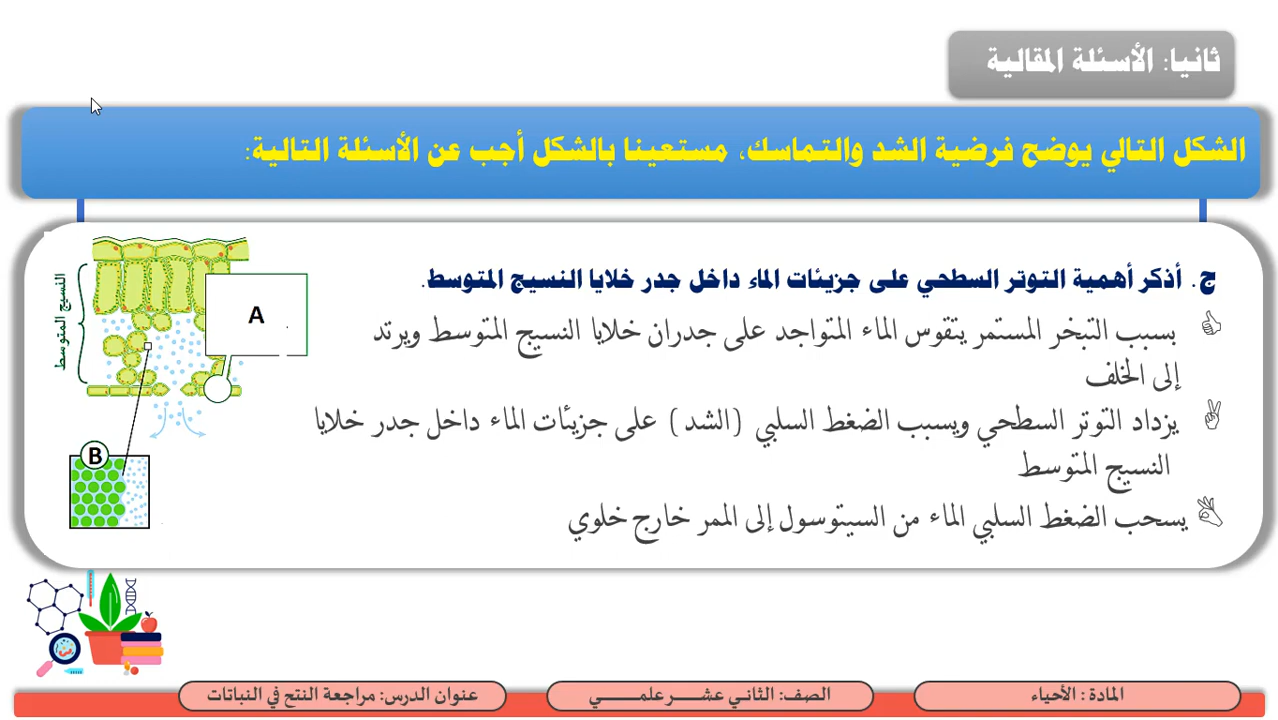 ثانيا: الأسئلة المقالية
الشكل التالي يوضح فرضية الشد والتماسك، مستعينا بالشكل أجب عن الأسئلة التالية:
ج. أذكر أهمية التوتر السطحي على جزيئات الماء داخل جدر خلايا النسيج المتوسط.
بسبب التبخر المستمر يتقوس الماء المتواجد على جدران خلايا النسيج المتوسط ويرتد
إلى الخلف
يزداد التوتر السطحي ويسبب الضغط السلبي (الشد) على جزيئات الماء داخل جدر خلايا
النسيج المتوسط
يسحب الضغط السلبي الماء من السيتوسول إلى الممر خارج خلوي
النسيج المتوسط
A
B
المادة : الأحياء
الصف: الثاني عشر علمي
عنوان الدرس: مراجعة النتح في النباتات